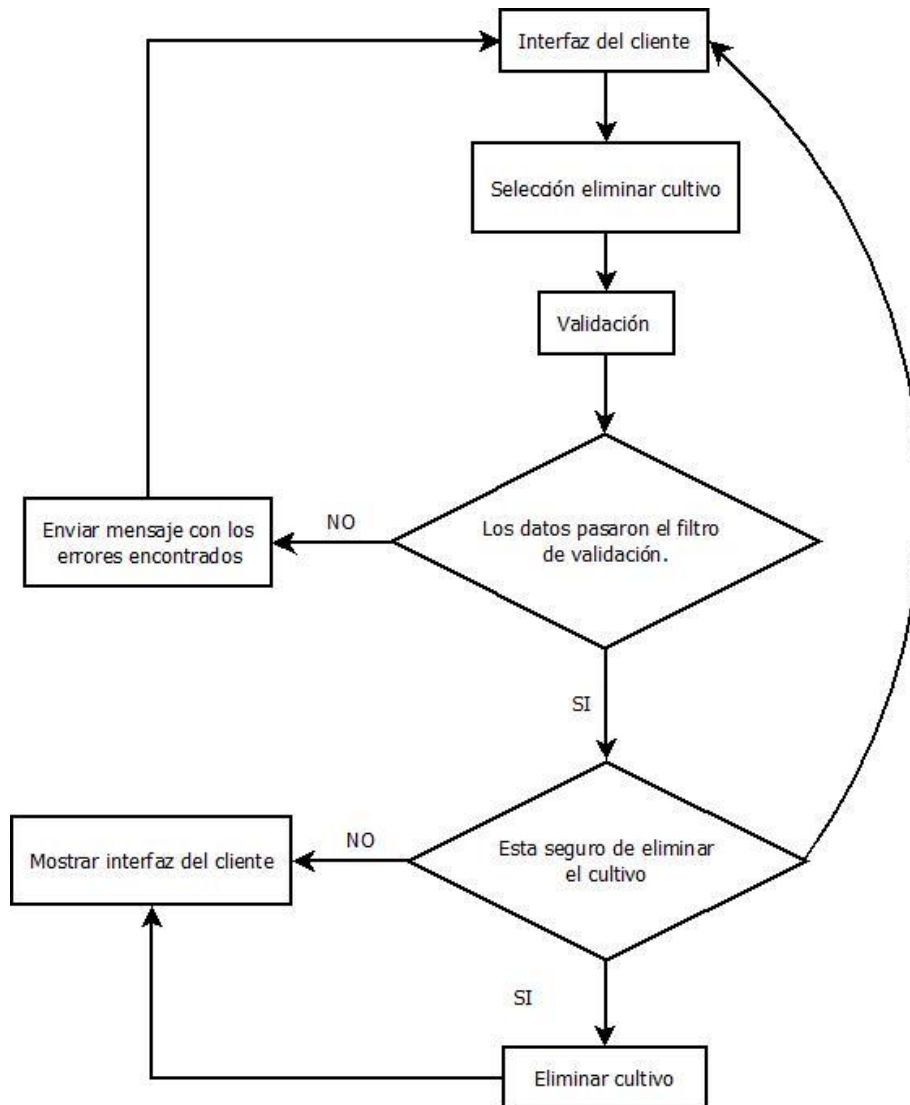 Interfaz del cliente
Selección eliminar cultivo
Validación
Los datos pasaron el filtro
de validación.
NO
Enviar mensaje con los
errores encontrados
SI
Esta seguro de eliminar
el cultivo
NO
Mostrar interfaz del cliente
SI
Eliminar cultivo